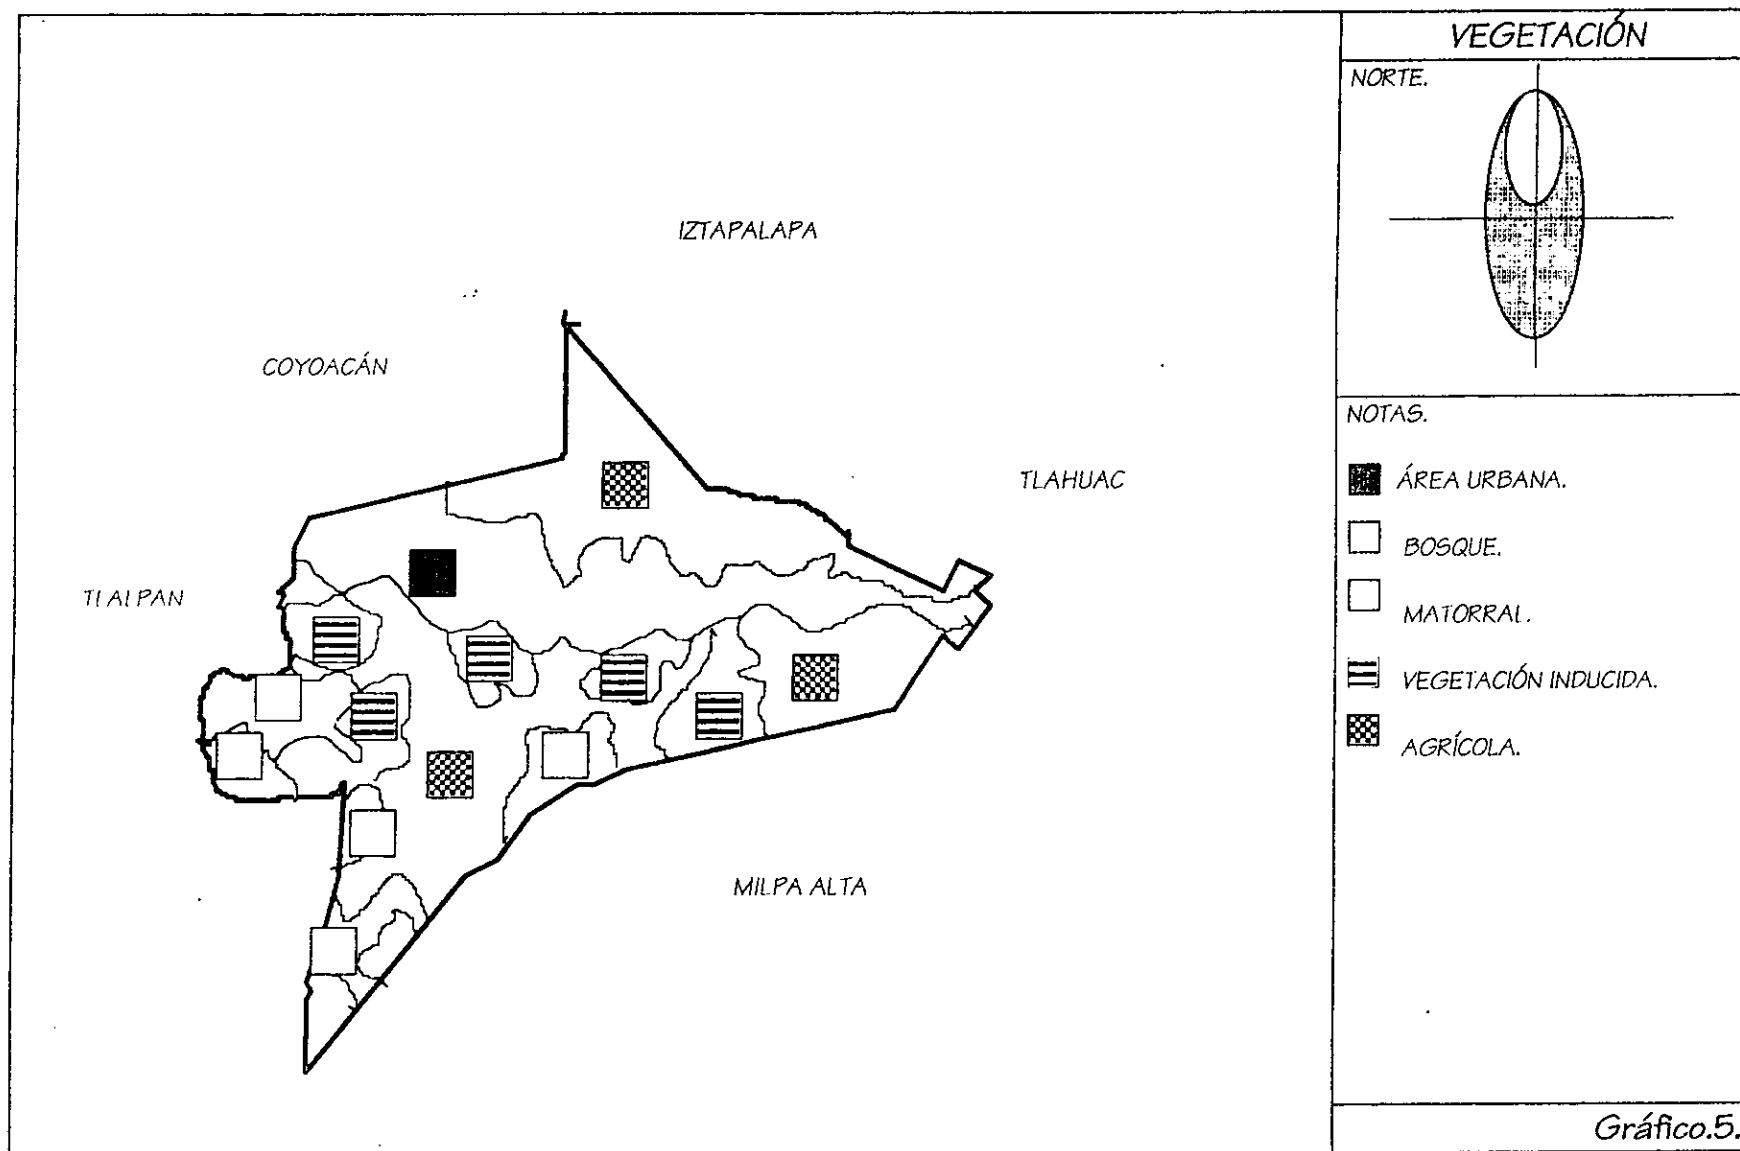 VEGETACIÓN
NORTE.
IZTAPALAPA
COYOACÁN
TLAHUAC
TLALPAN
MILPA ALTA
NOTAS.
ÁREA URBANA.
BOSQUE.
MATORRAL.
VEGETACIÓN INDUCIDA.
AGRÍCOLA.
Gráfico.5.